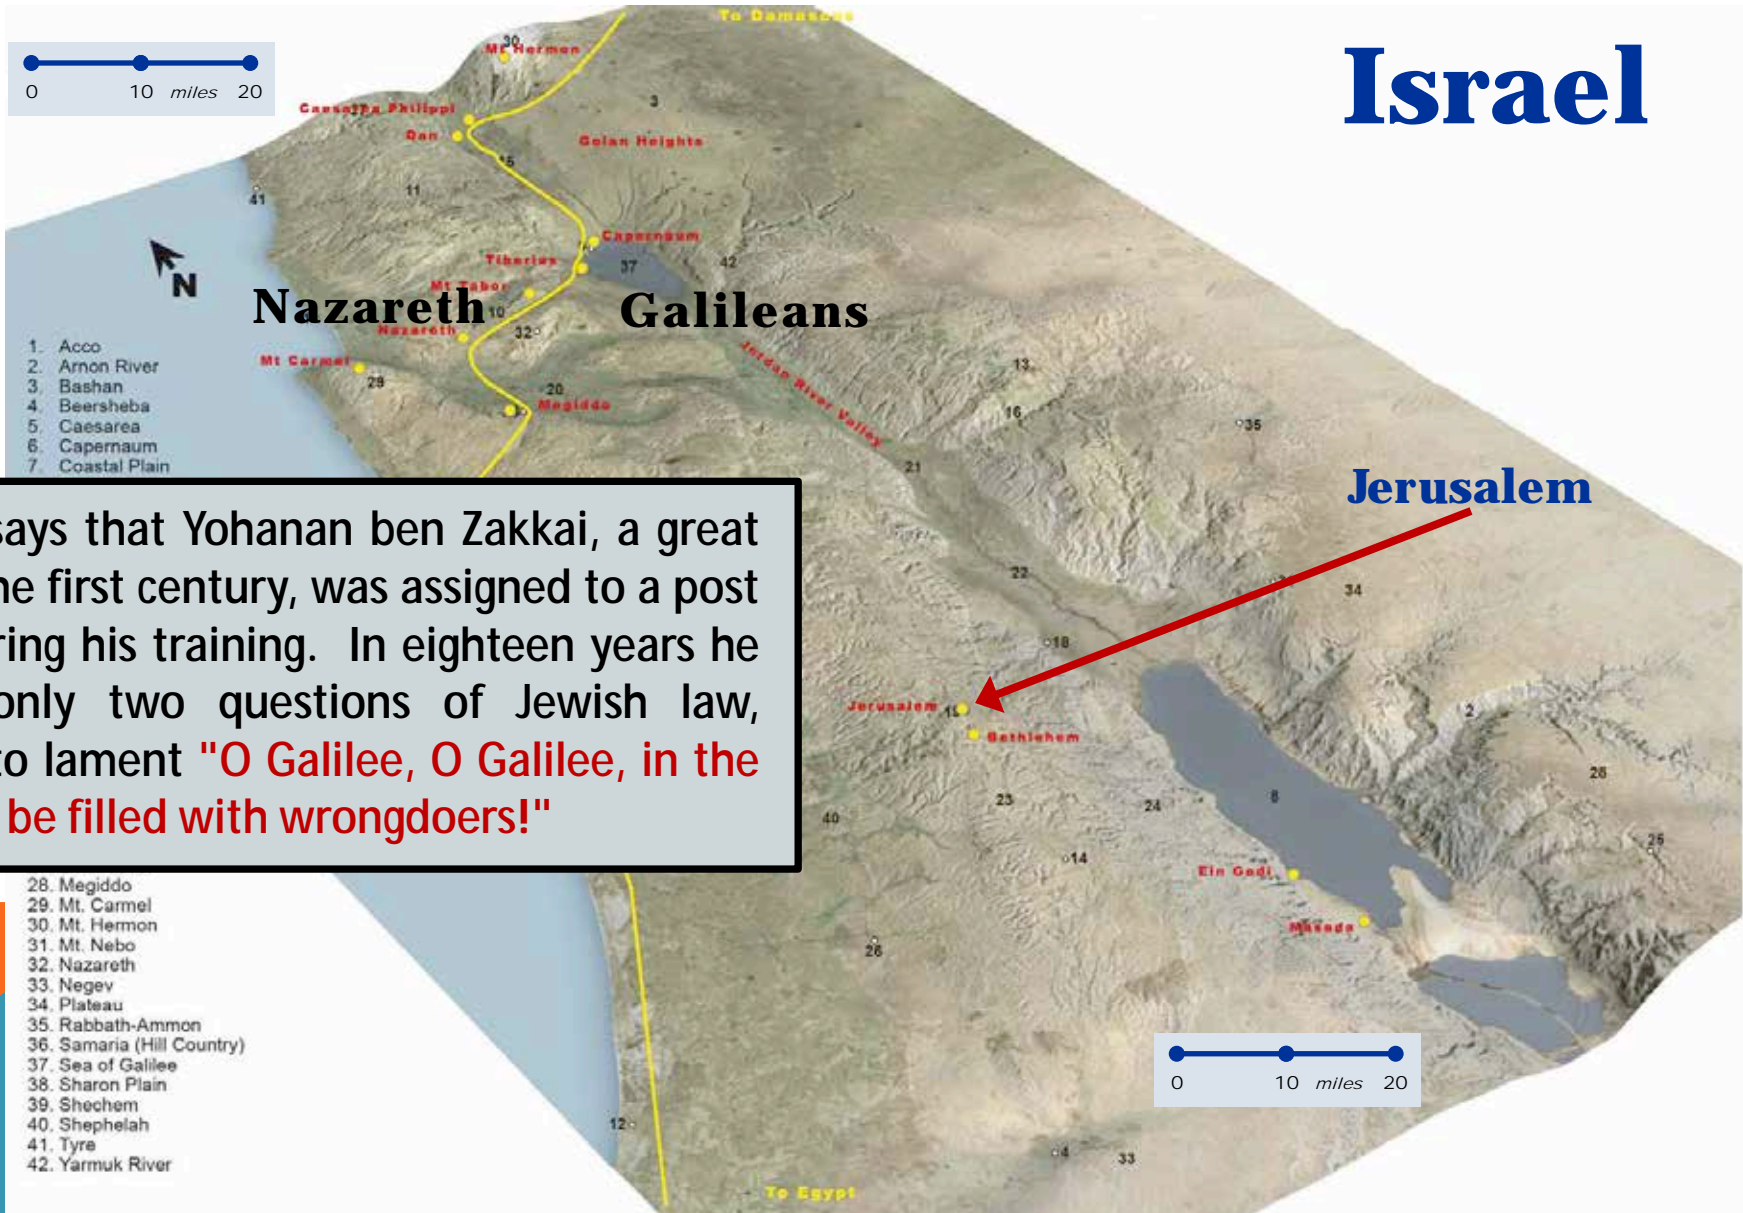 Israel
0 10 miles 20
To Damascus
30
Mt Hermon
Caesarea Philippi
Dan
3
Golan Heights
15
11
41
N
Capernaum
Tiberius
37
42
Mt Tabor
Nazareth
Galileans
10
Nazareth
32
Mt Carmel
29
20
Megiddo
Jordan River Valley
13
16
35
21
1. Acco
2. Arnon River
3. Bashan
4. Beersheba
5. Caesarea
6. Capernaum
7. Coastal Plain
Jerusalem
says that Yohanan ben Zakkai, a great
he first century, was assigned to a post
ring his training. In eighteen years he
only two questions of Jewish law,
to lament "O Galilee, O Galilee, in the
be filled with wrongdoers!"
22
34
18
Jerusalem
Bethlehem
2
28
8
23
24
40
14
25
Ein Gedi
Masada
26
28. Megiddo
29. Mt. Carmel
30. Mt. Hermon
31. Mt. Nebo
32. Nazareth
33. Negev
34. Plateau
35. Rabbath-Ammon
36. Samaria (Hill Country)
37. Sea of Galilee
38. Sharon Plain
39. Shechem
40. Shephelah
41. Tyre
42. Yarmuk River
0 10 miles 20
12
4
33
To Egypt